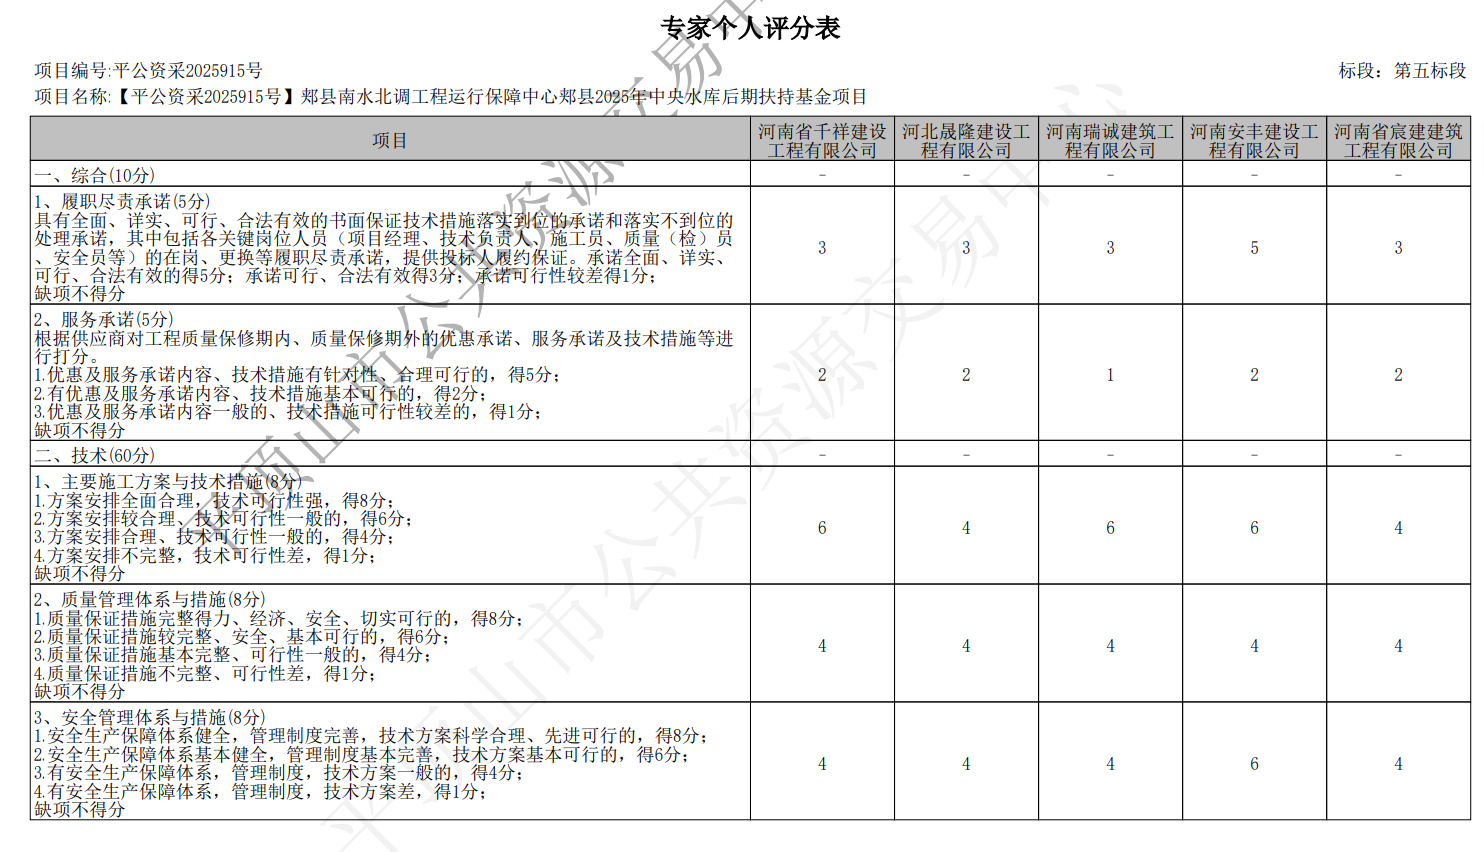 专家个人评分表
项目编号:平公资采2025915号
标段：第五标段
项目名称:【平公资采2025915号】郏县南水北调工程运行保障中心郏县2025年中央水库后期扶持基金项目
项目
河南省千祥建设工程有限公司
河北晟隆建设工程有限公司
河南瑞诚建筑工程有限公司
河南安丰建设工程有限公司
河南省宸建建筑工程有限公司
一、综合(10分) - - - - -
1、履职尽责承诺(5分)
具有全面、详实、可行、合法有效的书面保证技术措施落实到位的承诺和落实不到位的
处理承诺，其中包括各关键岗位人员（项目经理、技术负责人、施工员、质量（检）员
、安全员等）的在岗、更换等履职尽责承诺，提供投标人履约保证。承诺全面、详实、
可行、合法有效的得5分；承诺可行、合法有效得3分；承诺可行性较差得1分；
缺项不得分
3 3 3 5 3
2、服务承诺(5分)
根据供应商对工程质量保修期内、质量保修期外的优惠承诺、服务承诺及技术措施等进
行打分。
1.优惠及服务承诺内容、技术措施有针对性、合理可行的，得5分；
2.有优惠及服务承诺内容、技术措施基本可行的，得2分；
3.优惠及服务承诺内容一般的、技术措施可行性较差的，得1分；
缺项不得分
2 2 1 2 2
二、技术(60分) - - - - -
1、主要施工方案与技术措施(8分)
1.方案安排全面合理，技术可行性强，得8分；
2.方案安排较合理、技术可行性一般的，得6分；
3.方案安排合理、技术可行性一般的，得4分；
4.方案安排不完整，技术可行性差，得1分；
缺项不得分
6 4 6 6 4
2、质量管理体系与措施(8分)
1.质量保证措施完整得力、经济、安全、切实可行的，得8分；
2.质量保证措施较完整、安全、基本可行的，得6分；
3.质量保证措施基本完整、可行性一般的，得4分；
4.质量保证措施不完整、可行性差，得1分；
缺项不得分
4 4 4 4 4
3、安全管理体系与措施(8分)
1.安全生产保障体系健全，管理制度完善，技术方案科学合理、先进可行的，得8分；
2.安全生产保障体系基本健全，管理制度基本完善，技术方案基本可行的，得6分；
3.有安全生产保障体系，管理制度，技术方案一般的，得4分；
4.有安全生产保障体系，管理制度，技术方案差，得1分；
缺项不得分
4 4 4 6 4
平顶山市公共资源交易中
平顶山市公共资源交易中心